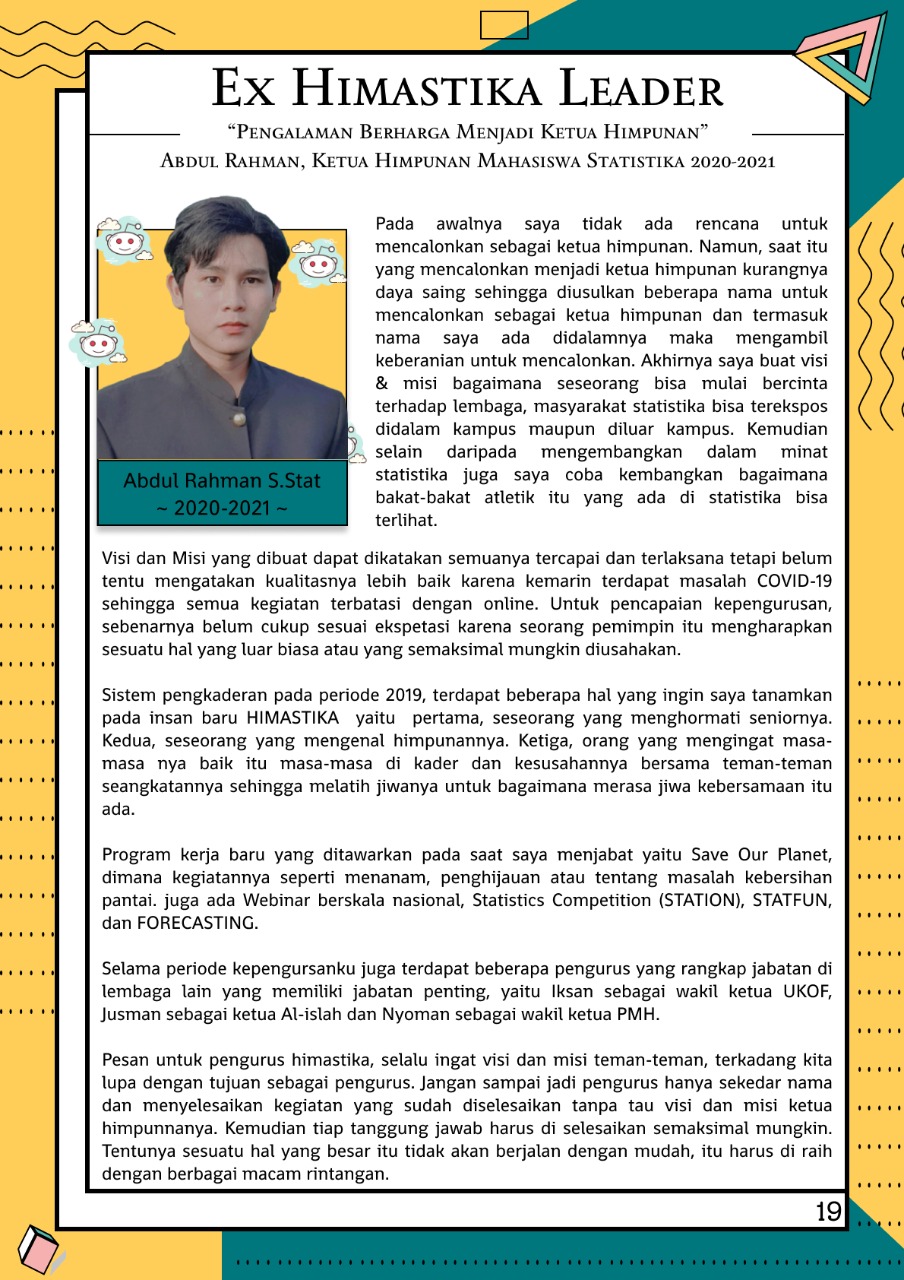 Ex Himastika Leader
“Pengalaman Berharga Menjadi Ketua Himpunan”
Abdul Rahman, Ketua Himpunan Mahasiswa Statistika 2020-2021
Abdul Rahman S.Stat
~ 2020-2021 ~
Pada awalnya saya tidak ada rencana untuk
mencalonkan sebagai ketua himpunan. Namun, saat itu
yang mencalonkan menjadi ketua himpunan kurangnya
daya saing sehingga diusulkan beberapa nama untuk
mencalonkan sebagai ketua himpunan dan termasuk
nama saya ada didalamnya maka mengambil
keberanian untuk mencalonkan. Akhirnya saya buat visi
& misi bagaimana seseorang bisa mulai bercinta
terhadap lembaga, masyarakat statistika bisa terekspos
didalam kampus maupun diluar kampus. Kemudian
selain daripada mengembangkan dalam minat
statistika juga saya coba kembangkan bagaimana
bakat-bakat atletik itu yang ada di statistika bisa
terlihat.
Visi dan Misi yang dibuat dapat dikatakan semuanya tercapai dan terlaksana tetapi belum
tentu mengatakan kualitasnya lebih baik karena kemarin terdapat masalah COVID-19
sehingga semua kegiatan terbatasi dengan online. Untuk pencapaian kepengurusan,
sebenarnya belum cukup sesuai ekspetasi karena seorang pemimpin itu mengharapkan
sesuatu hal yang luar biasa atau yang semaksimal mungkin diusahakan.
Sistem pengkaderan pada periode 2019, terdapat beberapa hal yang ingin saya tanamkan
pada insan baru HIMASTIKA yaitu pertama, seseorang yang menghormati seniornya.
Kedua, seseorang yang mengenal himpunannya. Ketiga, orang yang mengingat masa-
masa nya baik itu masa-masa di kader dan kesusahannya bersama teman-teman
seangkatannya sehingga melatih jiwanya untuk bagaimana merasa jiwa kebersamaan itu
ada.
Program kerja baru yang ditawarkan pada saat saya menjabat yaitu Save Our Planet,
dimana kegiatannya seperti menanam, penghijauan atau tentang masalah kebersihan
pantai. juga ada Webinar berskala nasional, Statistics Competition (STATION), STATFUN,
dan FORECASTING.
Selama periode kepengursanku juga terdapat beberapa pengurus yang rangkap jabatan di
lembaga lain yang memiliki jabatan penting, yaitu Iksan sebagai wakil ketua UKOF,
Jusman sebagai ketua Al-islah dan Nyoman sebagai wakil ketua PMH.
Pesan untuk pengurus himastika, selalu ingat visi dan misi teman-teman, terkadang kita
lupa dengan tujuan sebagai pengurus. Jangan sampai jadi pengurus hanya sekedar nama
dan menyelesaikan kegiatan yang sudah diselesaikan tanpa tau visi dan misi ketua
himpunnanya. Kemudian tiap tanggung jawab harus di selesaikan semaksimal mungkin.
Tentunya sesuatu hal yang besar itu tidak akan berjalan dengan mudah, itu harus di raih
dengan berbagai macam rintangan.
19